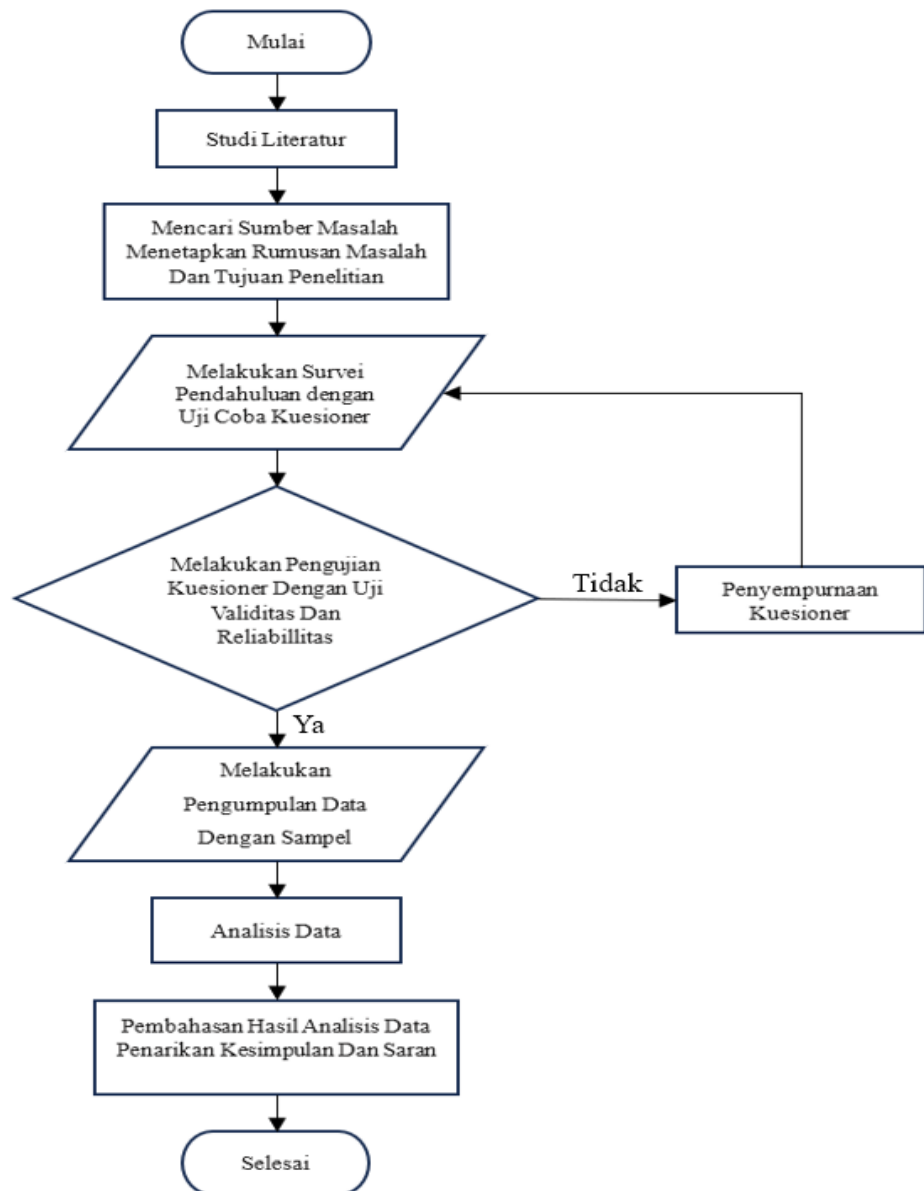 Mulai
Studi Literatur
Mencari Sumber Masalah
Menetapkan Rumusan Masalah
Dan Tujuan Penelitian
Melakukan Survei
Pendahuluan dengan
Uji Coba Kuesioner
Melakukan Pengujian
Kuesioner Dengan Uji
Validitas Dan
Reliabillitas
Tidak
Penyempurnaan
Kuesioner
Ya
Melakukan
Pengumpulan Data
Dengan Sampel
Analisis Data
Pembahasan Hasil Analisis Data
Penarikan Kesimpulan Dan Saran
Selesai